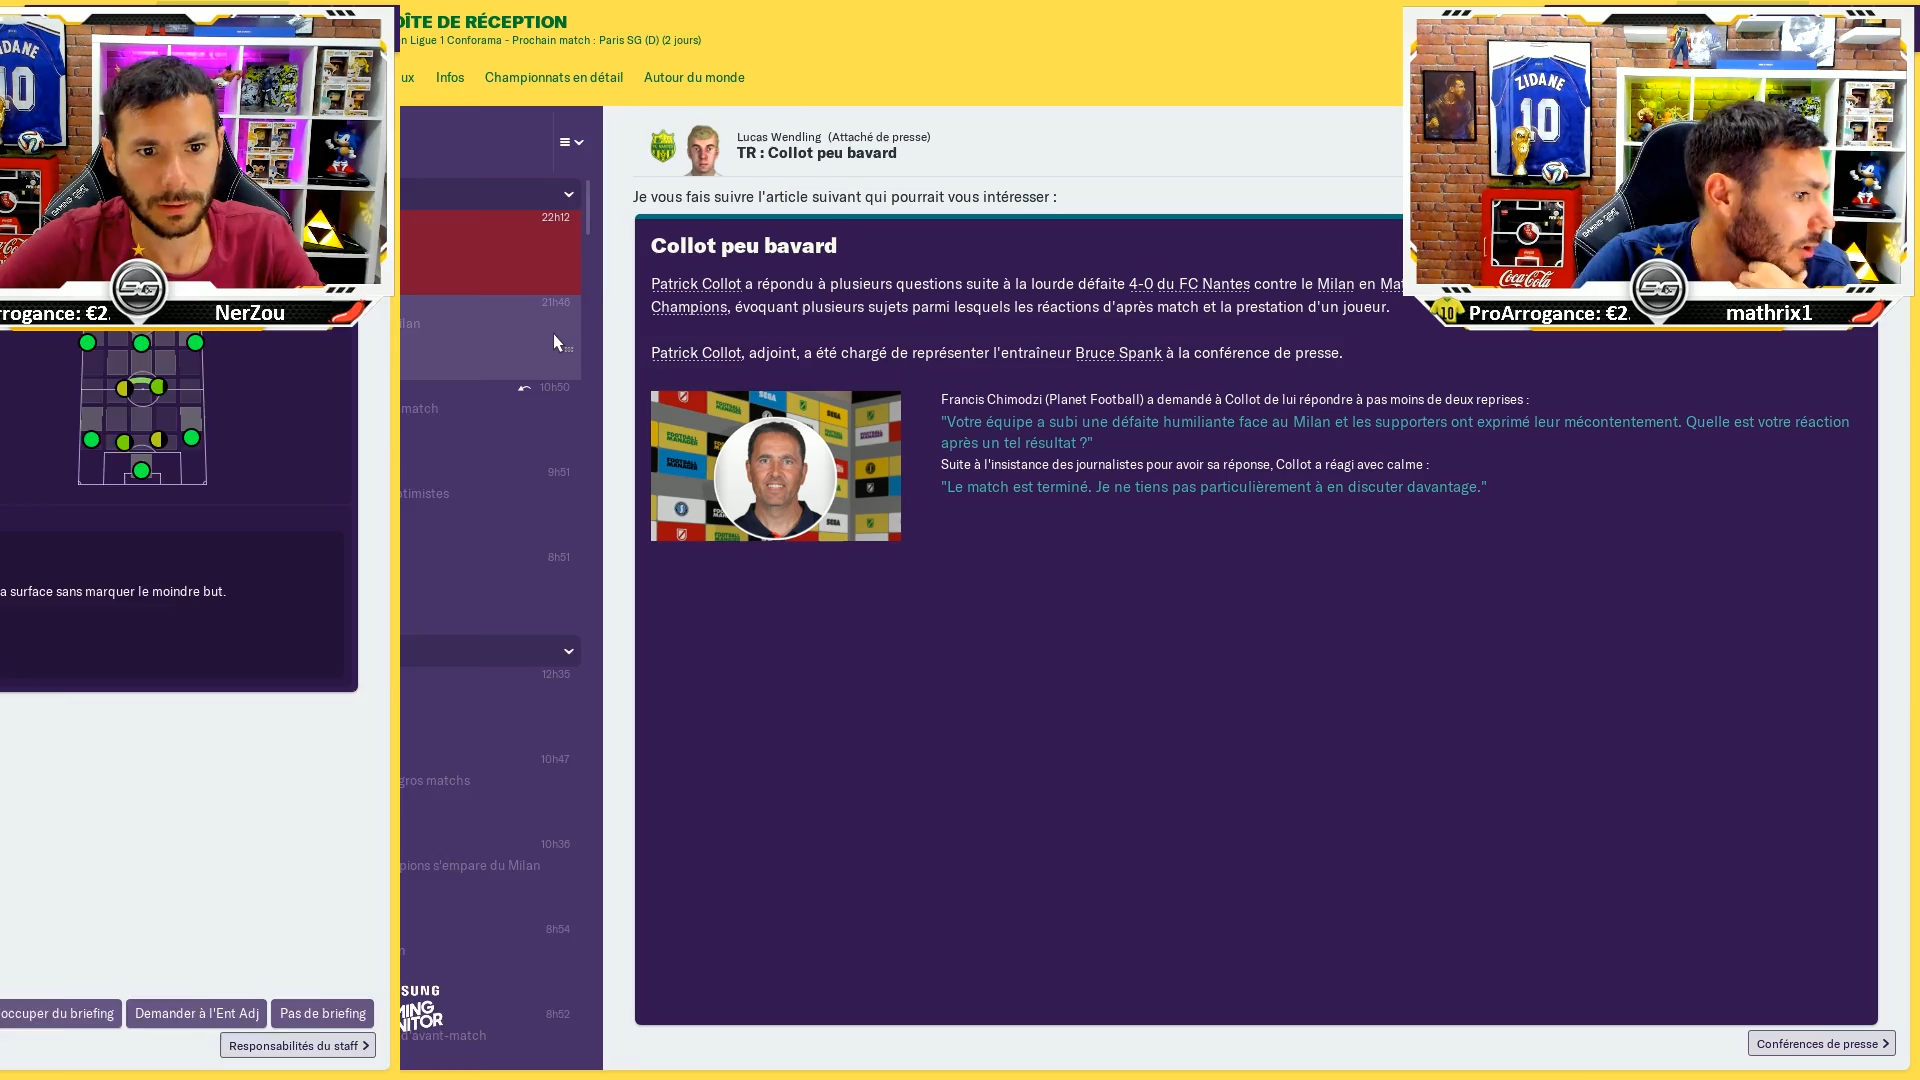 OÎTE DE RÉCEPTION
n Ligue 1 Conforama - Prochain match : Paris SG (D) (2 jours)
ux Infos Championnats en détail Autour du monde
IDANE
10
ZIDANE
10
Lucas Wendling (Attaché de presse)
TR : Collot peu bavard
Je vous fais suivre l'article suivant qui pourrait vous intéresser :
22h12
Collot peu bavard
Patrick Collot a répondu à plusieurs questions suite à la lourde défaite 4-0 du FC Nantes contre le Milan en
Champions, évoquant plusieurs sujets parmi lesquels les réactions d'après match et la prestation d'un joueur.
Patrick Collot, adjoint, a été chargé de représenter l'entraîneur Bruce Spank à la conférence de presse.
Coca-Cola
rrogance: €2.
NerZou
ProArrogance: €2.
mathrix1
21h46
ilan
10h50
match
9h51
otimistes
8h51
Francis Chimodzi (Planet Football) a demandé à Collot de lui répondre à pas moins de deux reprises :
"Votre équipe a subi une défaite humiliante face au Milan et les supporters ont exprimé leur mécontentement. Quelle est votre réaction
après un tel résultat ?"
Suite à l'insistance des journalistes pour avoir sa réponse, Collot a réagi avec calme :
"Le match est terminé. Je ne tiens pas particulièrement à en discuter davantage."
a surface sans marquer le moindre but.
12h35
10h47
gros matchs
10h36
pions s'empare du Milan
8h54
n
SUNG
MING
NITOR
8h52
d'avant-match
occuper du briefing
Demander à l'Ent Adj
Pas de briefing
Responsabilités du staff
Conférences de presse